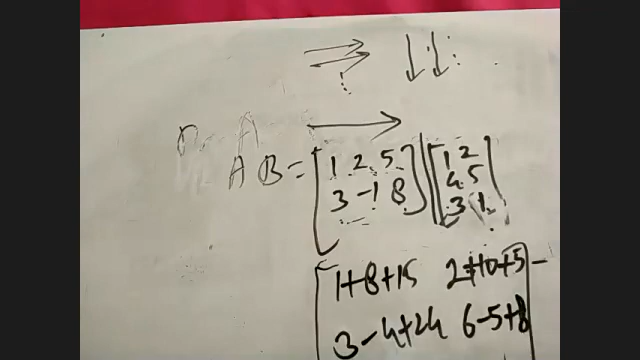 A
AB = [1 2 5 [1 2
3 -1 8] 4 5
3 1]
1+8+15 2+10+5
3-4+24 6-5+8